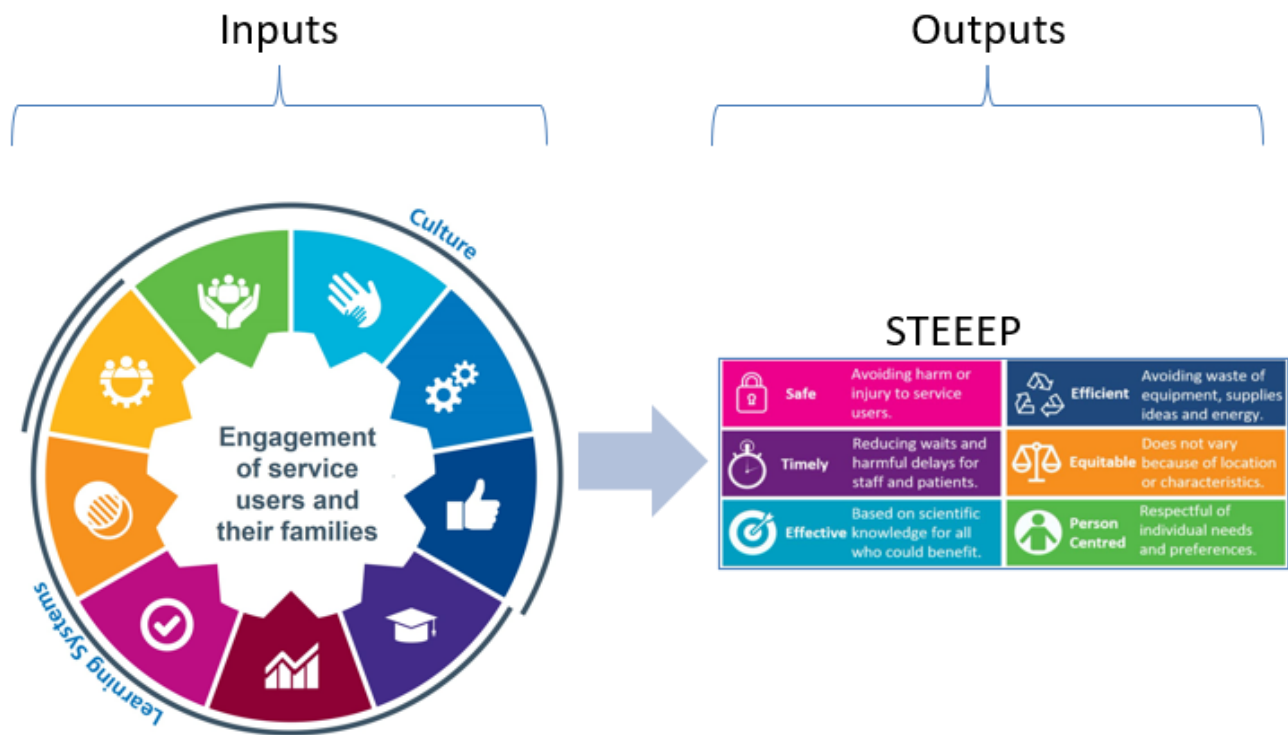 Inputs
Outputs
Culture
Engagement
of service
users and
their families
Learning Systems
STEEEP
Safe
Avoiding harm or
injury to service
users.
Efficient
Avoiding waste of
equipment, supplies
ideas and energy.
Timely
Reducing waits and
harmful delays for
staff and patients.
Equitable
Does not vary
because of location
or characteristics.
Effective
Based on scientific
knowledge for all
who could benefit.
Person
Centred
Respectful of
individual needs
and preferences.